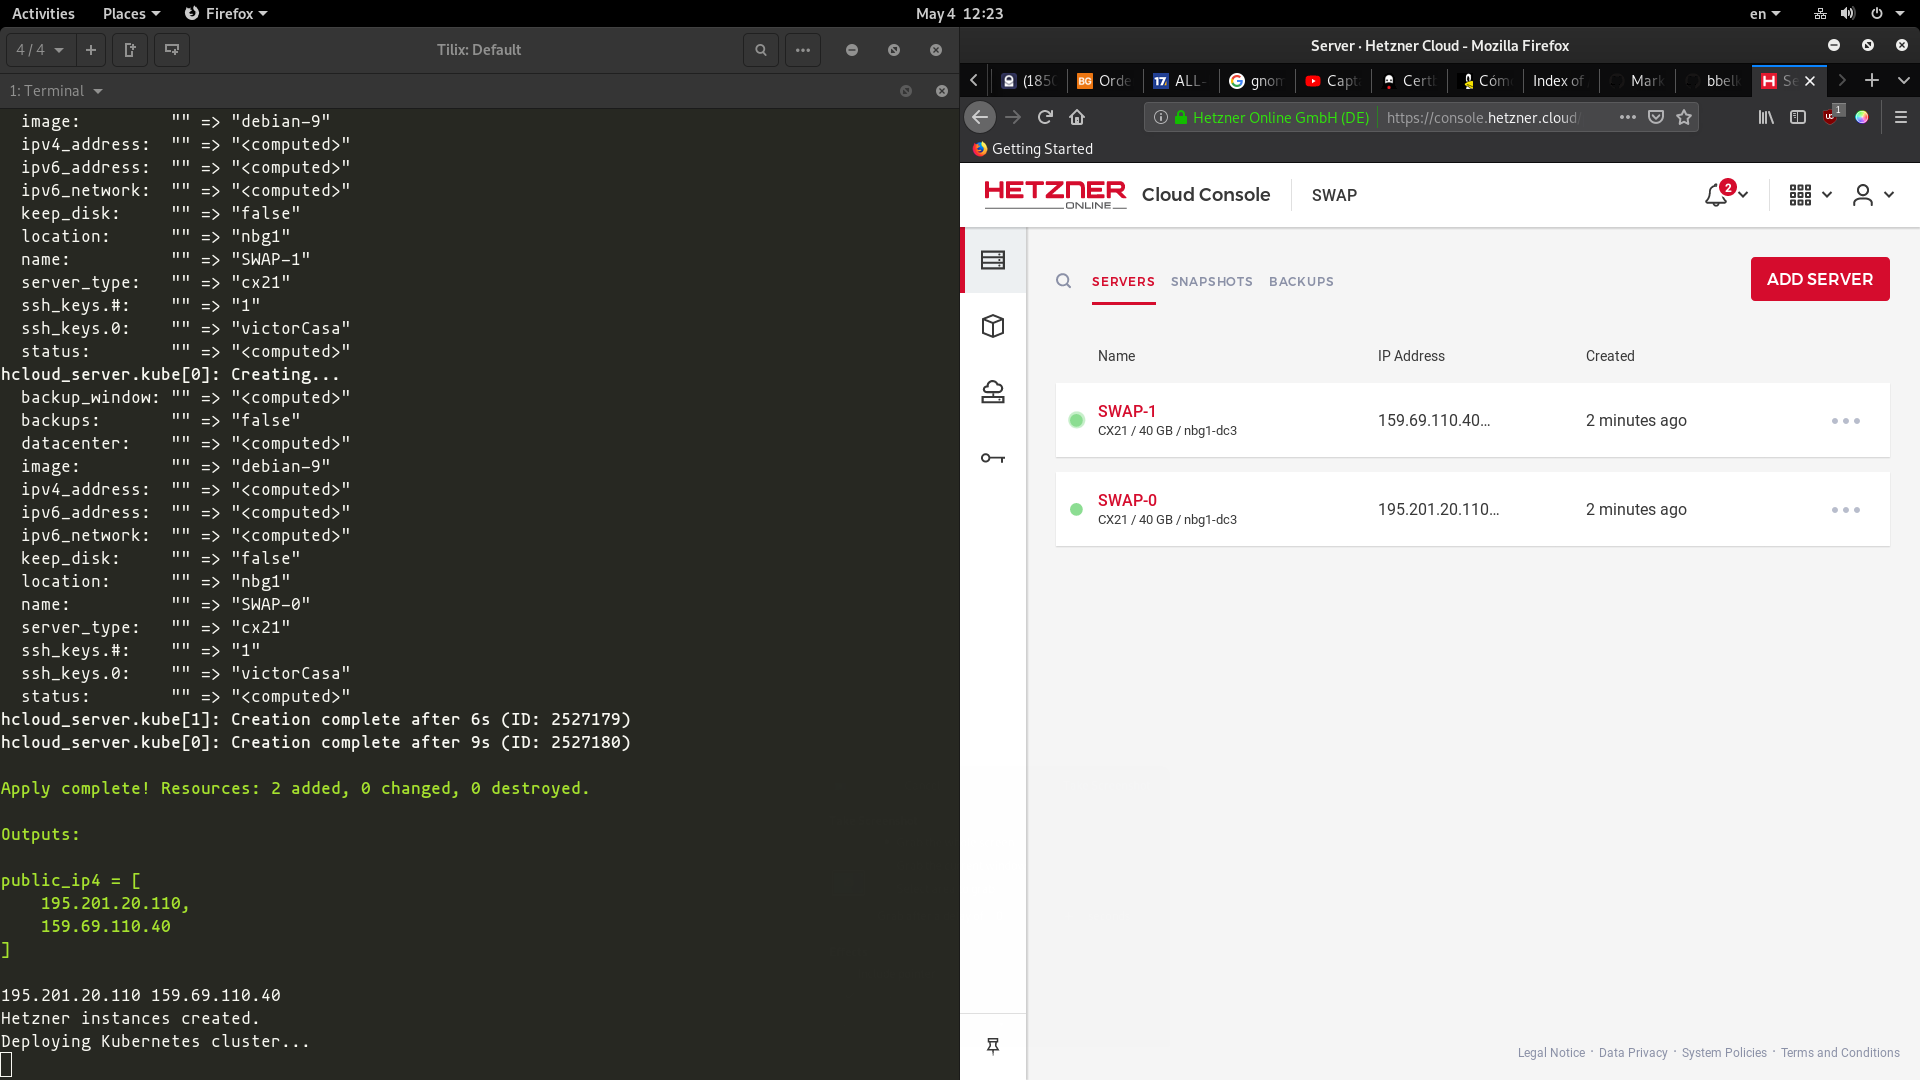 Activities Places Firefox May 4 12:23 en
4 / 4 Tilix: Default
1: Terminal
image: "" => "debian-9"
ipv4_address: "" => "<computed>"
ipv6_address: "" => "<computed>"
ipv6_network: "" => "<computed>"
keep_disk: "" => "false"
location: "" => "nbg1"
name: "" => "SWAP-1"
server_type: "" => "cx21"
ssh_keys.#: "" => "1"
ssh_keys.0: "" => "victorCasa"
status: "" => "<computed>"
hcloud_server.kube[0]: Creating...
backup_window: "" => "<computed>"
backups: "" => "false"
datacenter: "" => "<computed>"
image: "" => "debian-9"
ipv4_address: "" => "<computed>"
ipv6_address: "" => "<computed>"
ipv6_network: "" => "<computed>"
keep_disk: "" => "false"
location: "" => "nbg1"
name: "" => "SWAP-0"
server_type: "" => "cx21"
ssh_keys.#: "" => "1"
ssh_keys.0: "" => "victorCasa"
status: "" => "<computed>"
hcloud_server.kube[1]: Creation complete after 6s (ID: 2527179)
hcloud_server.kube[0]: Creation complete after 9s (ID: 2527180)
Apply complete! Resources: 2 added, 0 changed, 0 destroyed.
Outputs:
public_ip4 = [
195.201.20.110,
159.69.110.40
]
195.201.20.110 159.69.110.40
Hetzner instances created.
Deploying Kubernetes cluster...
Server · Hetzner Cloud - Mozilla Firefox
(185 Orde ALL- gnom Capt Cert Cómo Index of Mark bbelk Se
Hetzner Online GmbH (DE) https://console.hetzner.cloud/ 1
Getting Started
HETZNER ONLINE Cloud Console SWAP 2
SERVERS SNAPSHOTS BACKUPS ADD SERVER
Name IP Address Created
SWAP-1 159.69.110.40... 2 minutes ago
CX21 / 40 GB / nbg1-dc3
SWAP-0 195.201.20.110... 2 minutes ago
CX21 / 40 GB / nbg1-dc3
Legal Notice · Data Privacy · System Policies · Terms and Conditions